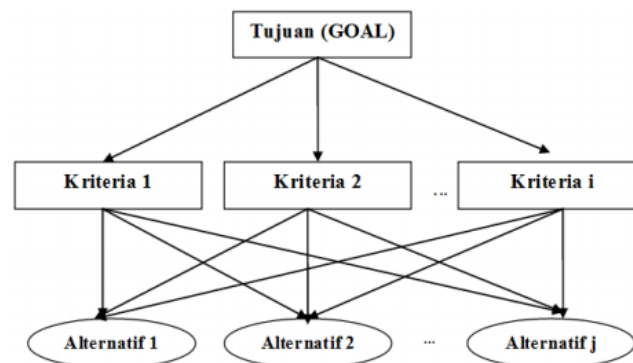 Tujuan (GOAL)
Kriteria 1
Kriteria 2
...
Kriteria i
Alternatif 1
Alternatif 2
...
Alternatif j